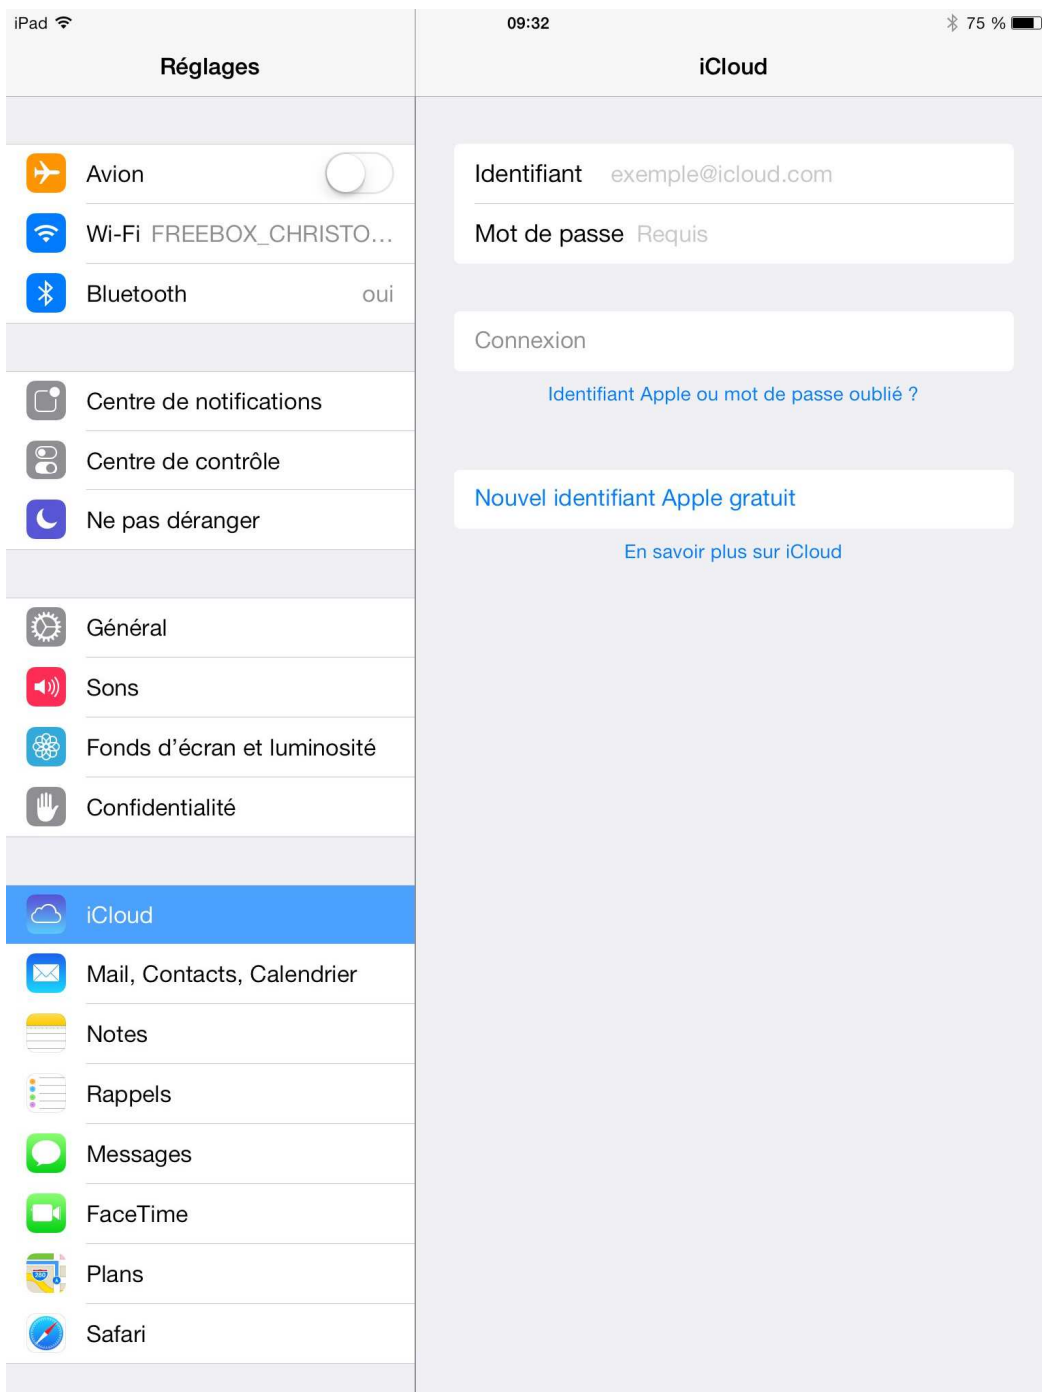 iPad
09:32
75 %
Réglages
iCloud
Avion
Wi-Fi FREEBOX_CHRISTO...
Bluetooth oui
Centre de notifications
Centre de contrôle
Ne pas déranger
Général
Sons
Fonds d’écran et luminosité
Confidentialité
iCloud
Mail, Contacts, Calendrier
Notes
Rappels
Messages
FaceTime
Plans
Safari
Identifiant exemple@icloud.com
Mot de passe Requis
Connexion
Identifiant Apple ou mot de passe oublié ?
Nouvel identifiant Apple gratuit
En savoir plus sur iCloud